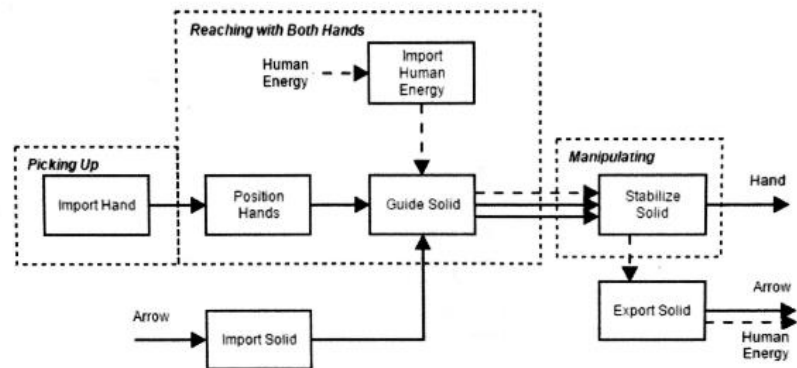 Reaching with Both Hands
Human
Energy
Import
Human
Energy
Picking Up
Manipulating
Import Hand
Position
Hands
Guide Solid
Stabilize
Solid
Hand
Arrow
Import Solid
Export Solid
Arrow
Human
Energy